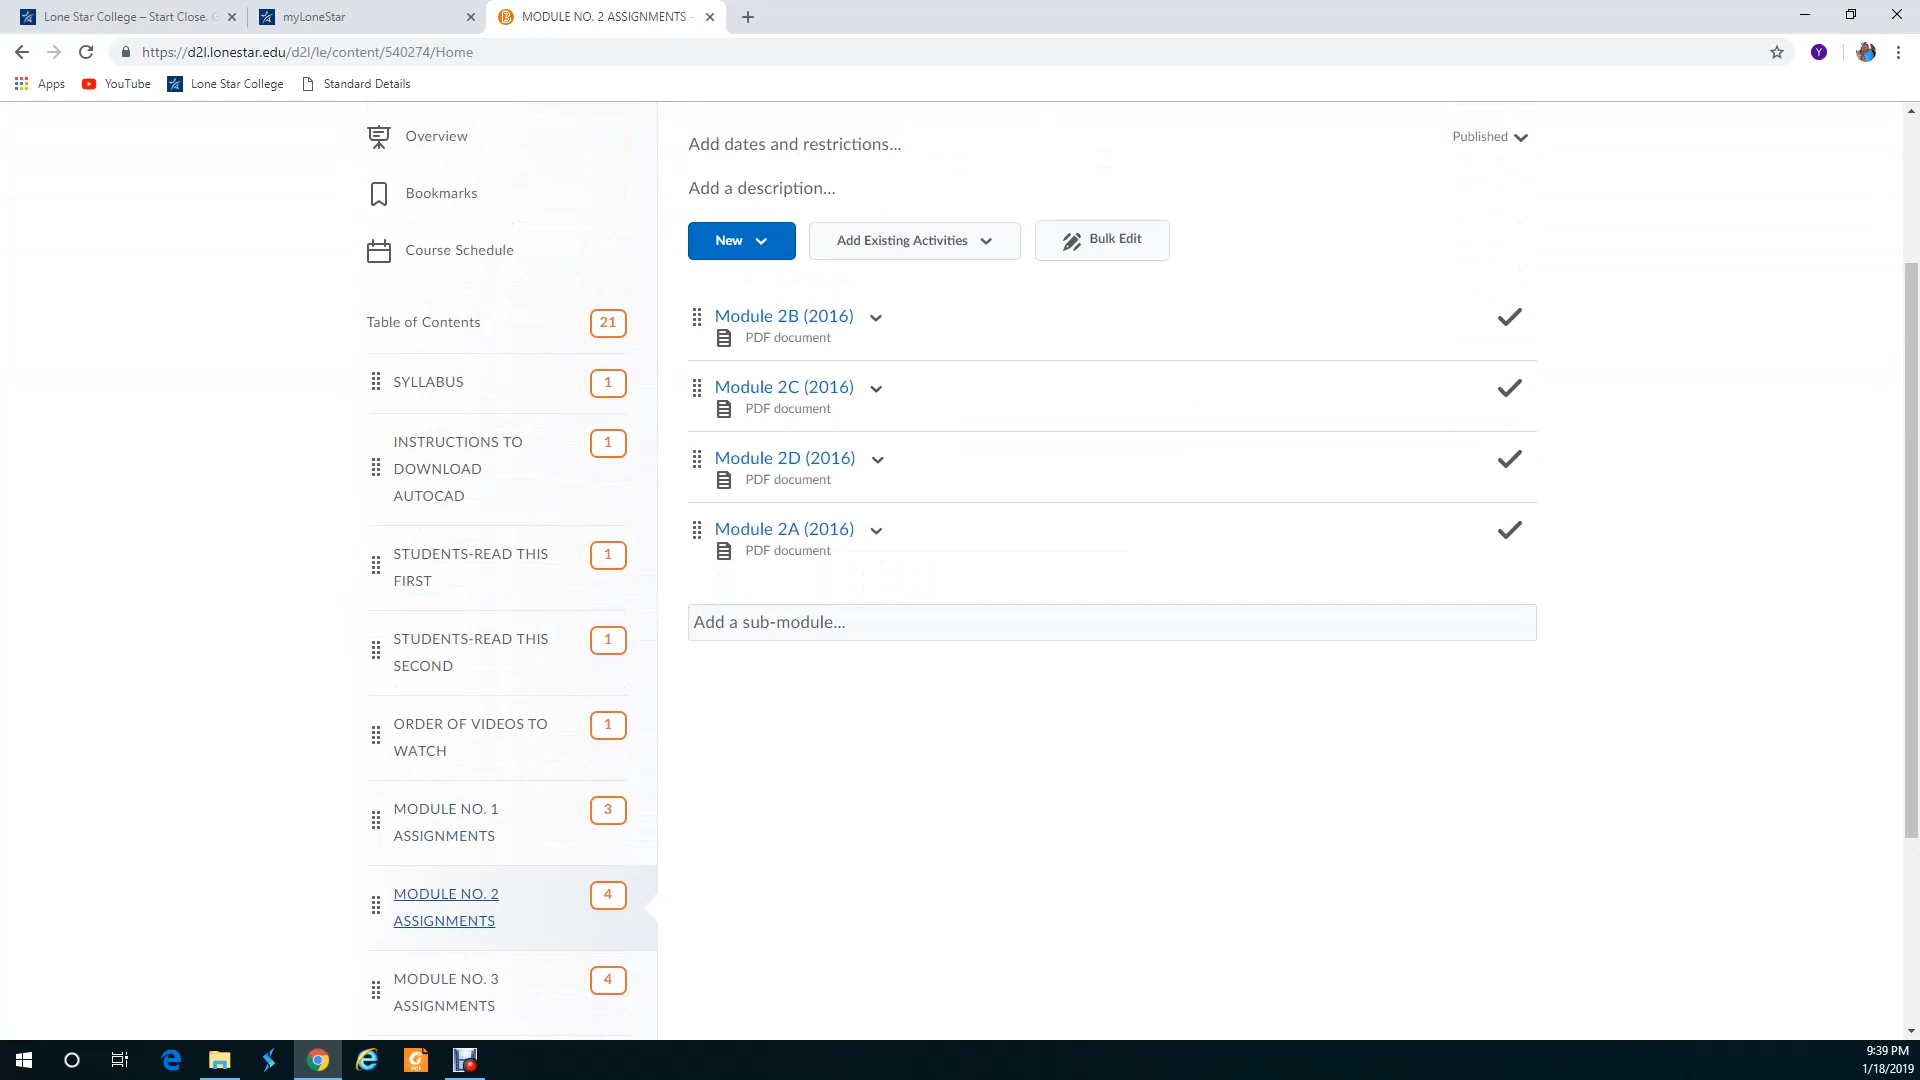 Lone Star College – Start Close.
myLoneStar
MODULE NO. 2 ASSIGNMENTS -
https://d2l.lonestar.edu/d2l/le/content/540274/Home
Y
Apps
YouTube
Lone Star College
Standard Details
Overview
Bookmarks
Course Schedule
Table of Contents
21
SYLLABUS
1
INSTRUCTIONS TO
DOWNLOAD
AUTOCAD
1
STUDENTS-READ THIS
FIRST
1
STUDENTS-READ THIS
SECOND
1
ORDER OF VIDEOS TO
WATCH
1
MODULE NO. 1
ASSIGNMENTS
3
MODULE NO. 2
ASSIGNMENTS
4
MODULE NO. 3
ASSIGNMENTS
4
Add dates and restrictions...
Published
Add a description...
New
Add Existing Activities
Bulk Edit
Module 2B (2016)
PDF document
Module 2C (2016)
PDF document
Module 2D (2016)
PDF document
Module 2A (2016)
PDF document
Add a sub-module...
9:39 PM
1/18/2019